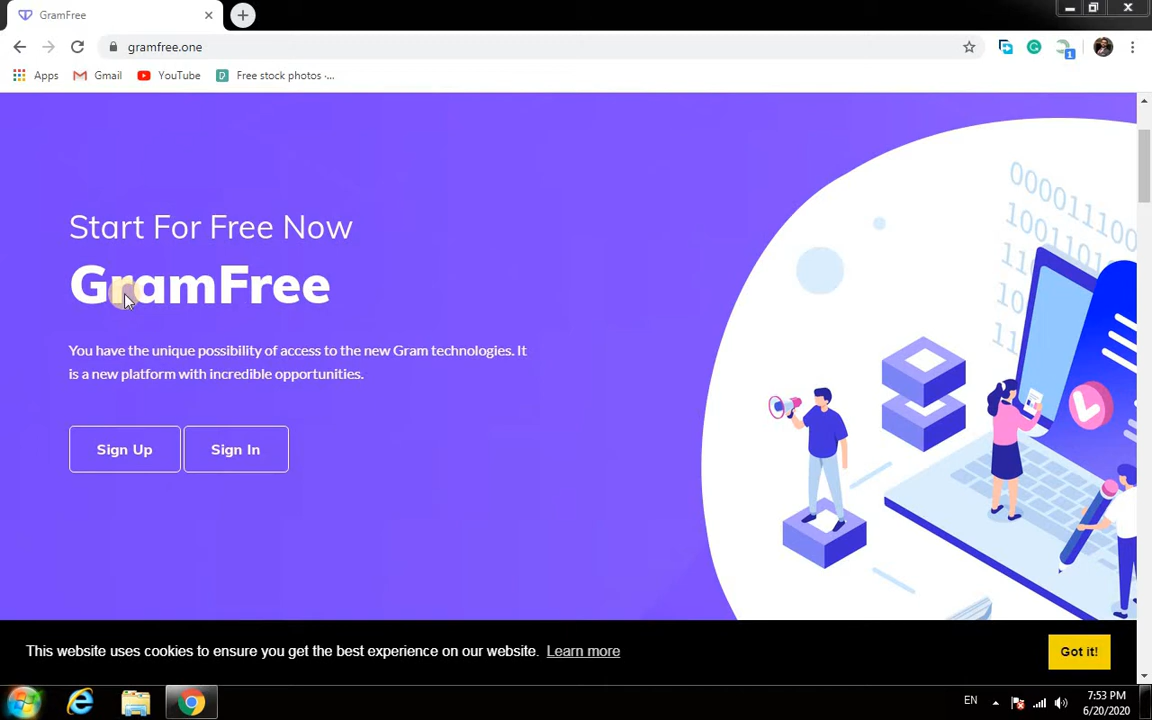 GramFree
gramfree.one
Apps Gmail YouTube Free stock photos -...
1
Start For Free Now
GramFree
You have the unique possibility of access to the new Gram technologies. It
is a new platform with incredible opportunities.
Sign Up Sign In
This website uses cookies to ensure you get the best experience on our website. Learn more Got it!
EN
7:53 PM
6/20/2020